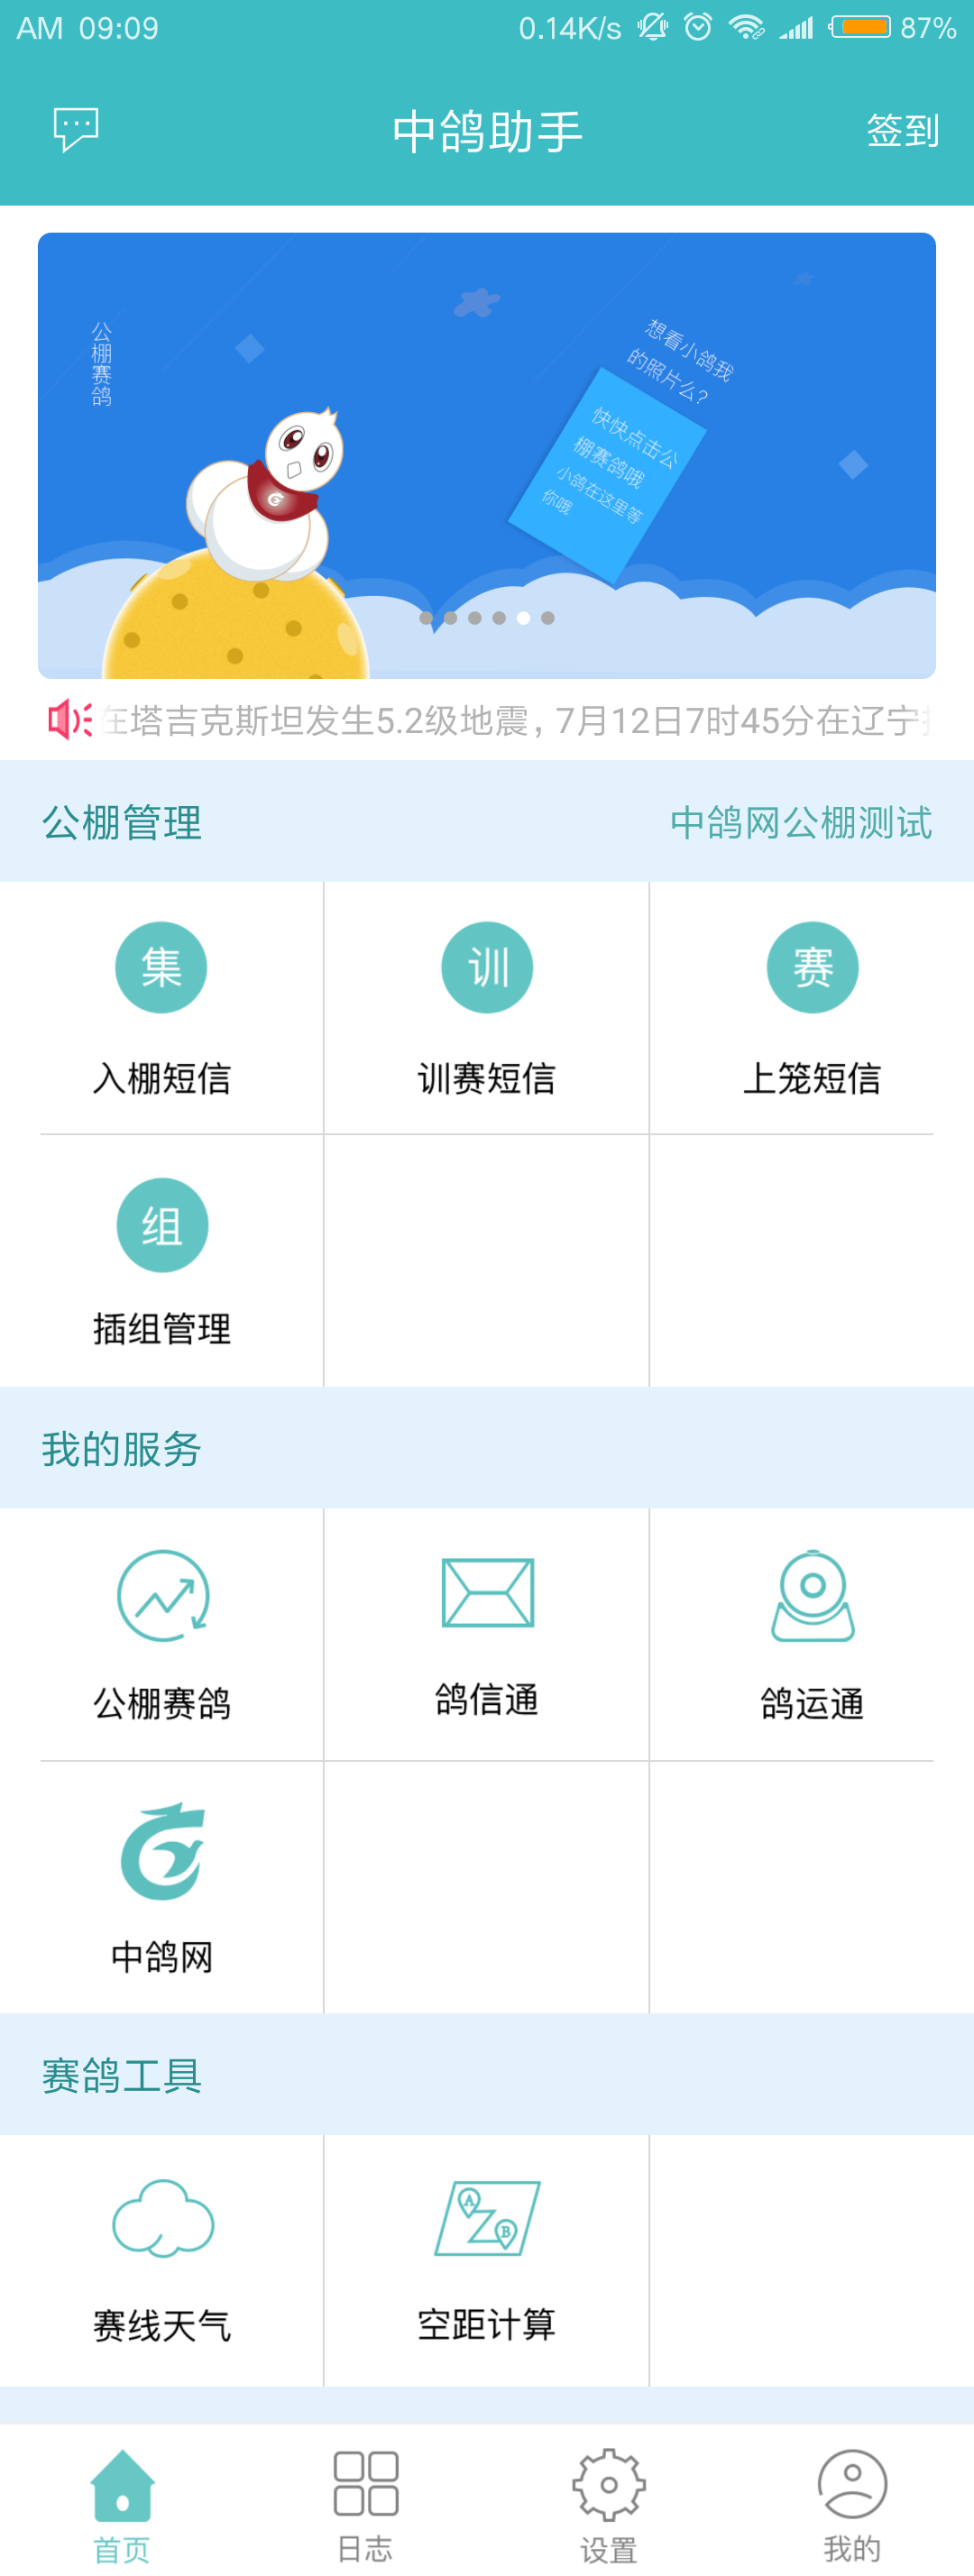 AM 09:09
0.14K/s
87%
中鸽助手
签到
公棚赛鸽
想看小鸽我
的照片么?
快快点击公
棚赛鸽哦
小鸽在这里等
你哦
在塔吉克斯坦发生5.2级地震, 7月12日7时45分在辽宁
公棚管理
中鸽网公棚测试
集
训
赛
入棚短信
训赛短信
上笼短信
组
插组管理
我的服务
公棚赛鸽
鸽信通
鸽运通
中鸽网
赛鸽工具
A
B
赛线天气
空距计算
首页
日志
设置
我的